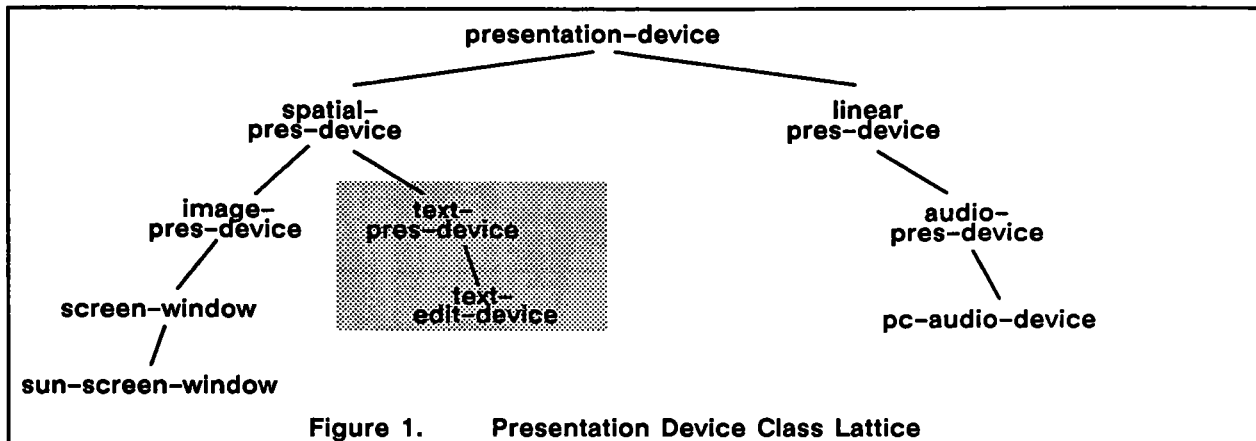 presentation-device
spatial-
pres-device
linear
pres-device
image-
pres-device
text-
pres-device
audio-
pres-device
screen-window
text-
edit-device
pc-audio-device
sun-screen-window
Figure 1. Presentation Device Class Lattice